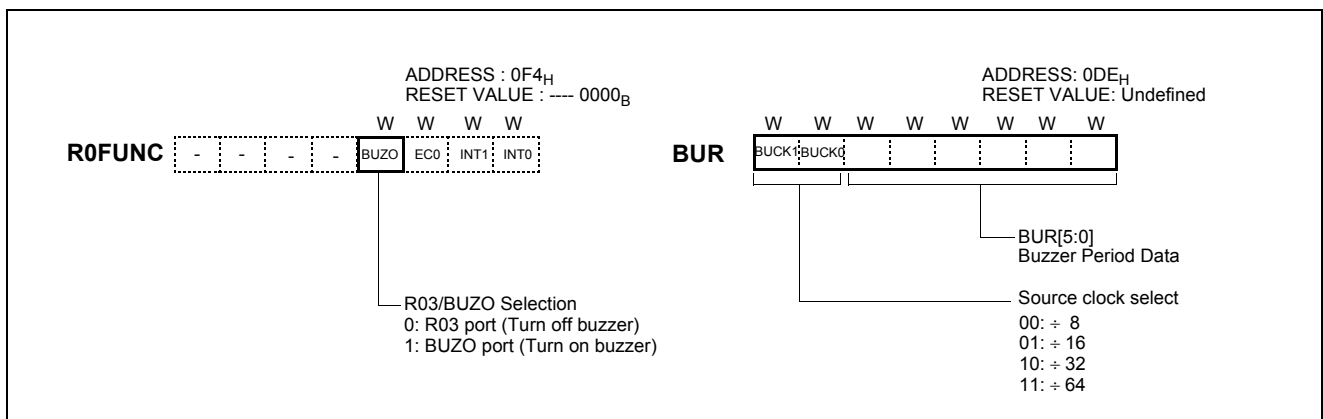 ADDRESS : 0F4H
RESET VALUE : ---- 0000B
W W W W
R0FUNC - - - - BUZO EC0 INT1 INT0
R03/BUZO Selection
0: R03 port (Turn off buzzer)
1: BUZO port (Turn on buzzer)
ADDRESS: 0DEH
RESET VALUE: Undefined
W W W W W W W W
BUR BUCK1 BUCK0
BUR[5:0]
Buzzer Period Data
Source clock select
00: ÷ 8
01: ÷ 16
10: ÷ 32
11: ÷ 64